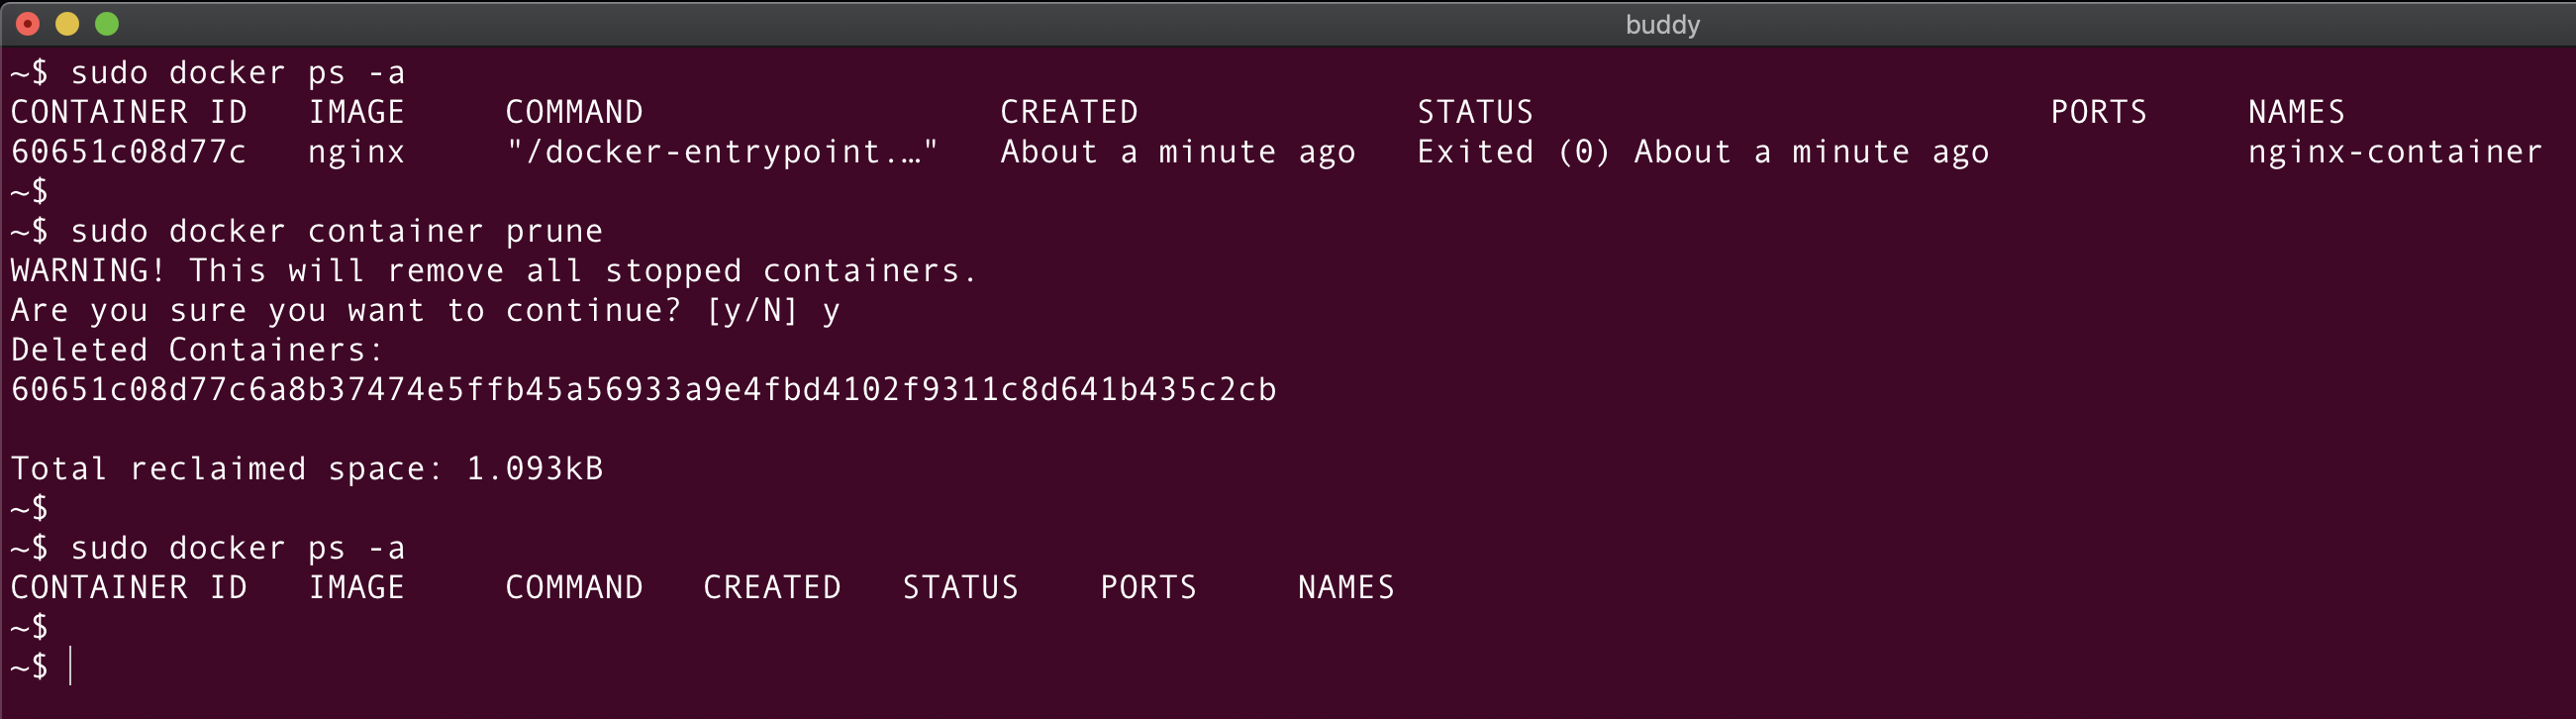 buddy
~$ sudo docker ps -a
CONTAINER ID   IMAGE     COMMAND                  CREATED              STATUS                          PORTS     NAMES
60651c08d77c   nginx     "/docker-entrypoint.…"   About a minute ago   Exited (0) About a minute ago             nginx-container
~$
~$ sudo docker container prune
WARNING! This will remove all stopped containers.
Are you sure you want to continue? [y/N] y
Deleted Containers:
60651c08d77c6a8b37474e5ffb45a56933a9e4fbd4102f9311c8d641b435c2cb
Total reclaimed space: 1.093kB
~$
~$ sudo docker ps -a
CONTAINER ID   IMAGE     COMMAND   CREATED   STATUS    PORTS     NAMES
~$
~$